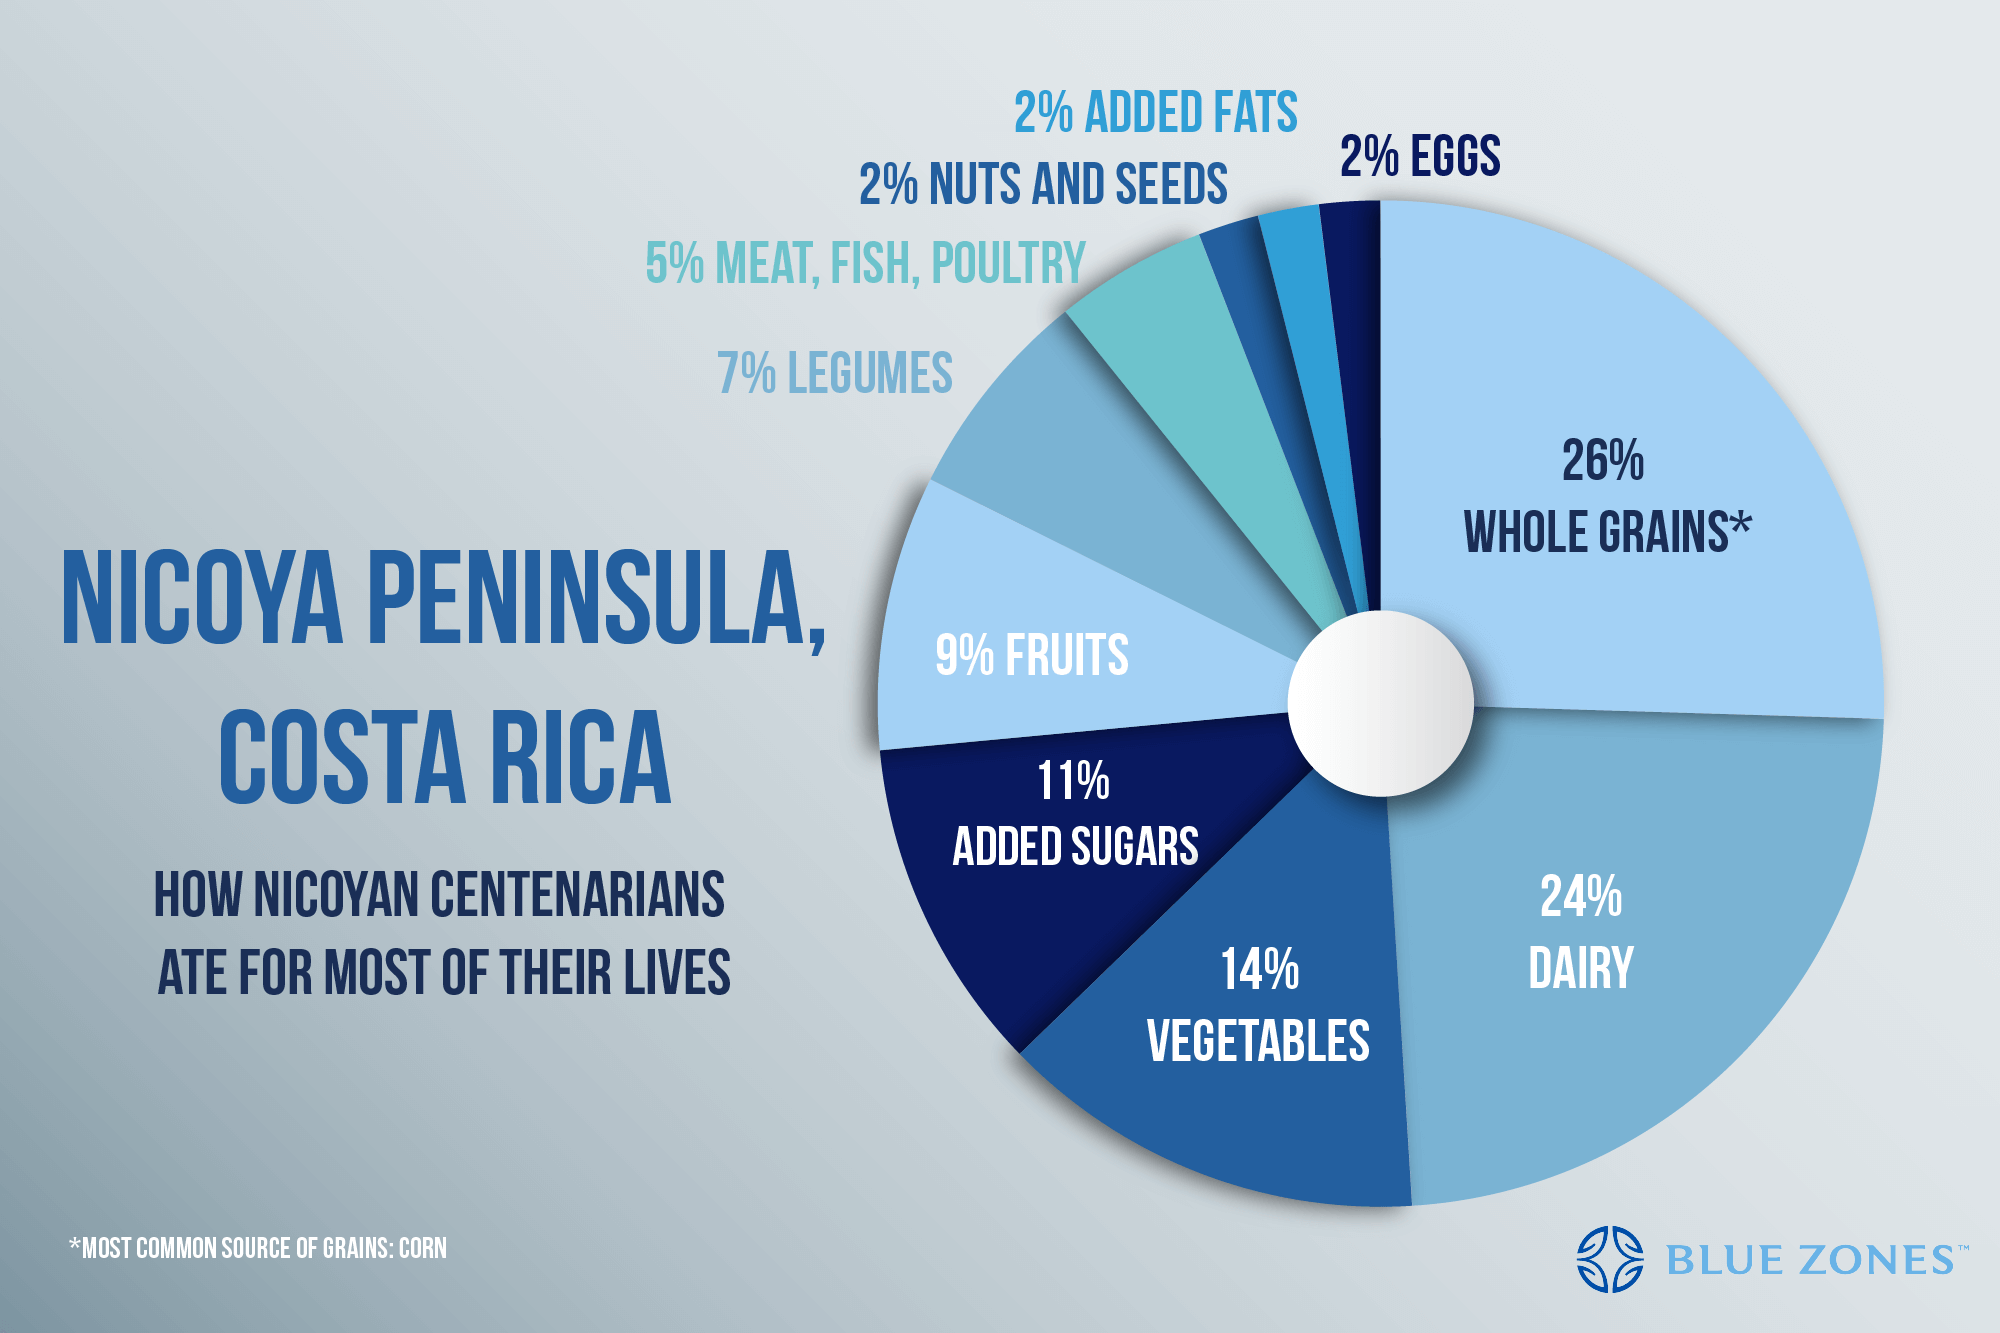 2% ADDED FATS
2% EGGS
2% NUTS AND SEEDS
5% MEAT, FISH, POULTRY
7% LEGUMES
26%
WHOLE GRAINS*
9% FRUITS
11%
ADDED SUGARS
24%
DAIRY
14%
VEGETABLES
NICOYA PENINSULA,
COSTA RICA
HOW NICOYAN CENTENARIANS
ATE FOR MOST OF THEIR LIVES
*MOST COMMON SOURCE OF GRAINS: CORN
BLUE ZONES™